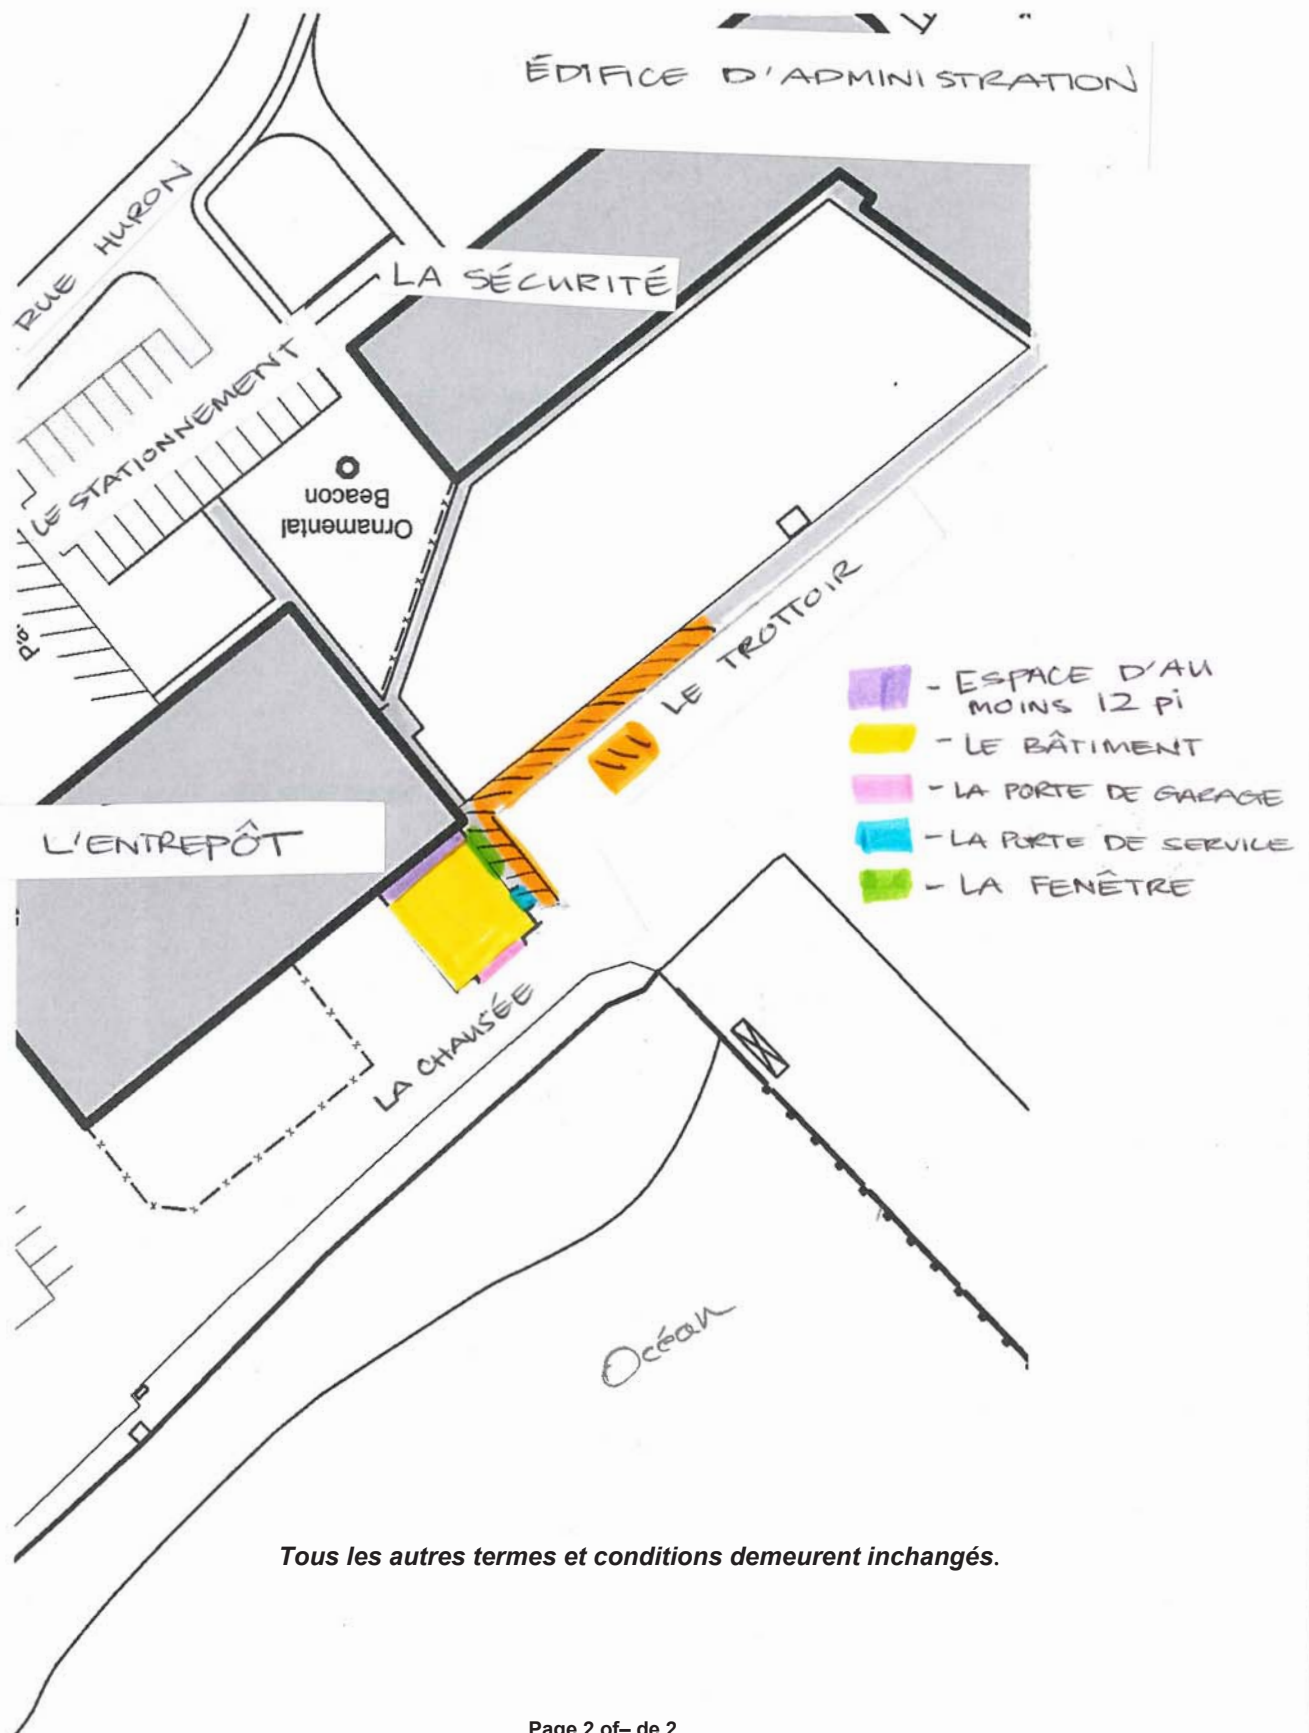 ÉDIFICE D'ADMINISTRATION
RUE HURON
LA SÉCURITÉ
LE STATIONNEMENT
Ornamental
Beacon
P'a.
LE TROTTOIR
- ESPACE D'AU
MOINS 12 pi
- LE BÂTIMENT
- LA PORTE DE GARAGE
- LA PORTE DE SERVICE
- LA FENÊTRE
L'ENTREPÔT
LA CHAUSÉE
Océan
Tous les autres termes et conditions demeurent inchangés.
Page 2 of– de 2